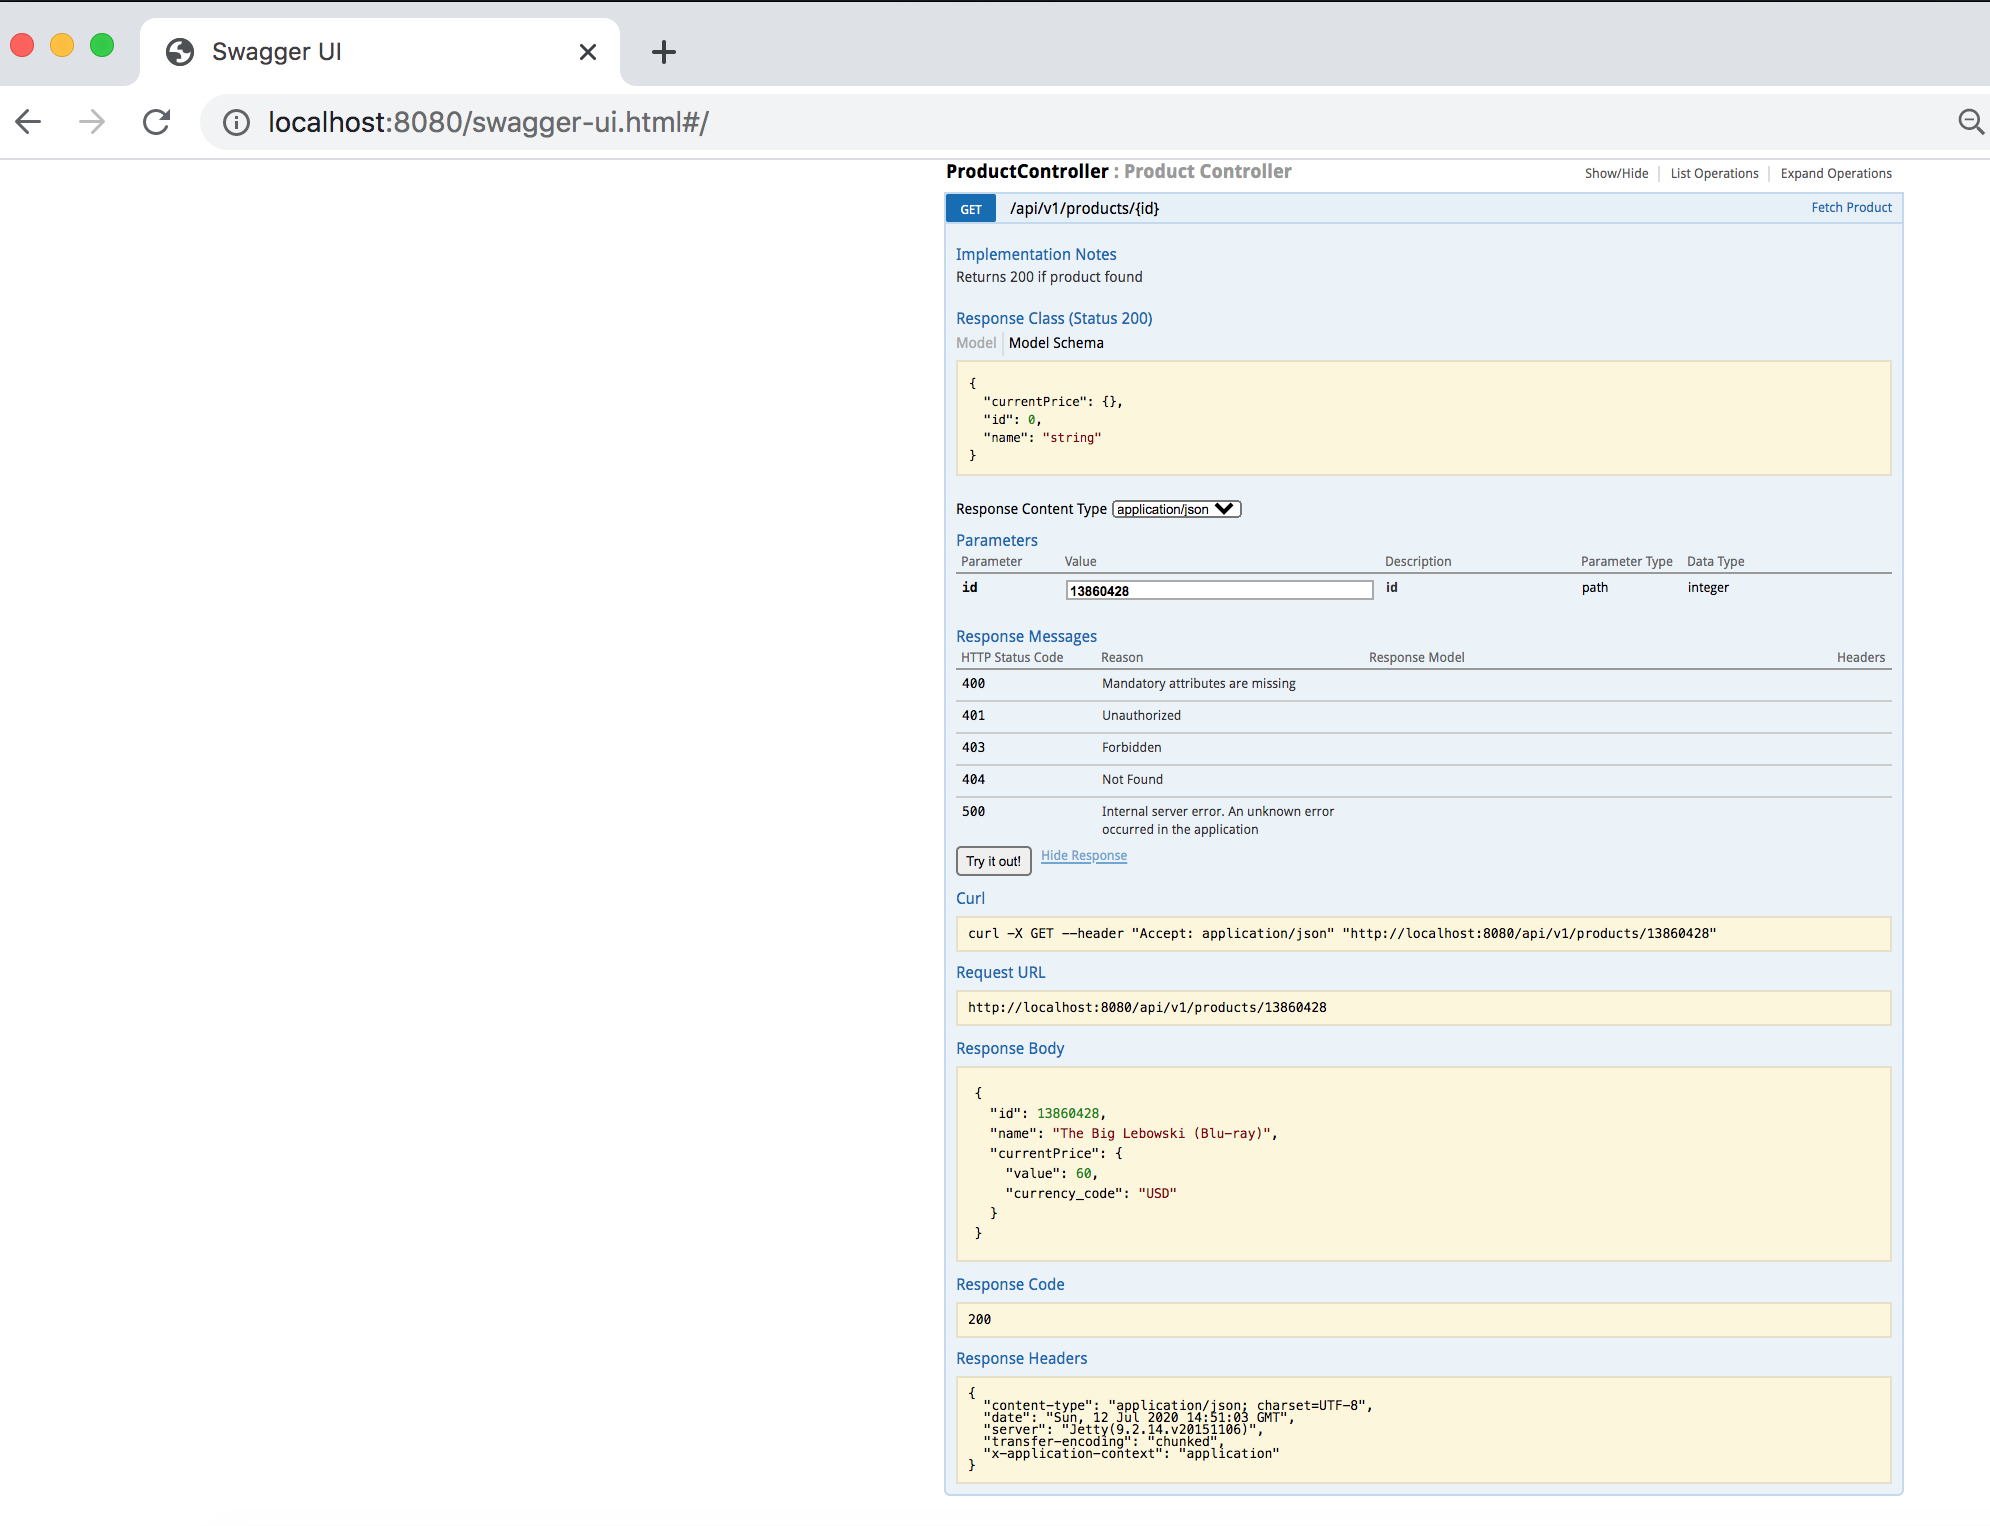 Swagger UI
localhost:8080/swagger-ui.html#/
ProductController : Product Controller
Show/Hide
List Operations
Expand Operations
GET
/api/v1/products/{id}
Fetch Product
Implementation Notes
Returns 200 if product found
Response Class (Status 200)
Model
Model Schema
{
"currentPrice": {},
"id": 0,
"name": "string"
}
Response Content Type application/json
Parameters
Parameter Value Description Parameter Type Data Type
id 13860428 id path integer
Response Messages
HTTP Status Code Reason Response Model Headers
400 Mandatory attributes are missing
401 Unauthorized
403 Forbidden
404 Not Found
500 Internal server error. An unknown error
occurred in the application
Try it out! Hide Response
Curl
curl -X GET --header "Accept: application/json" "http://localhost:8080/api/v1/products/13860428"
Request URL
http://localhost:8080/api/v1/products/13860428
Response Body
{
"id": 13860428,
"name": "The Big Lebowski (Blu-ray)",
"currentPrice": {
"value": 60,
"currency_code": "USD"
}
}
Response Code
200
Response Headers
{
"content-type": "application/json; charset=UTF-8",
"date": "Sun, 12 Jul 2020 14:51:03 GMT",
"server": "Jetty(9.2.14.v20151106)",
"transfer-encoding": "chunked",
"x-application-context": "application"
}